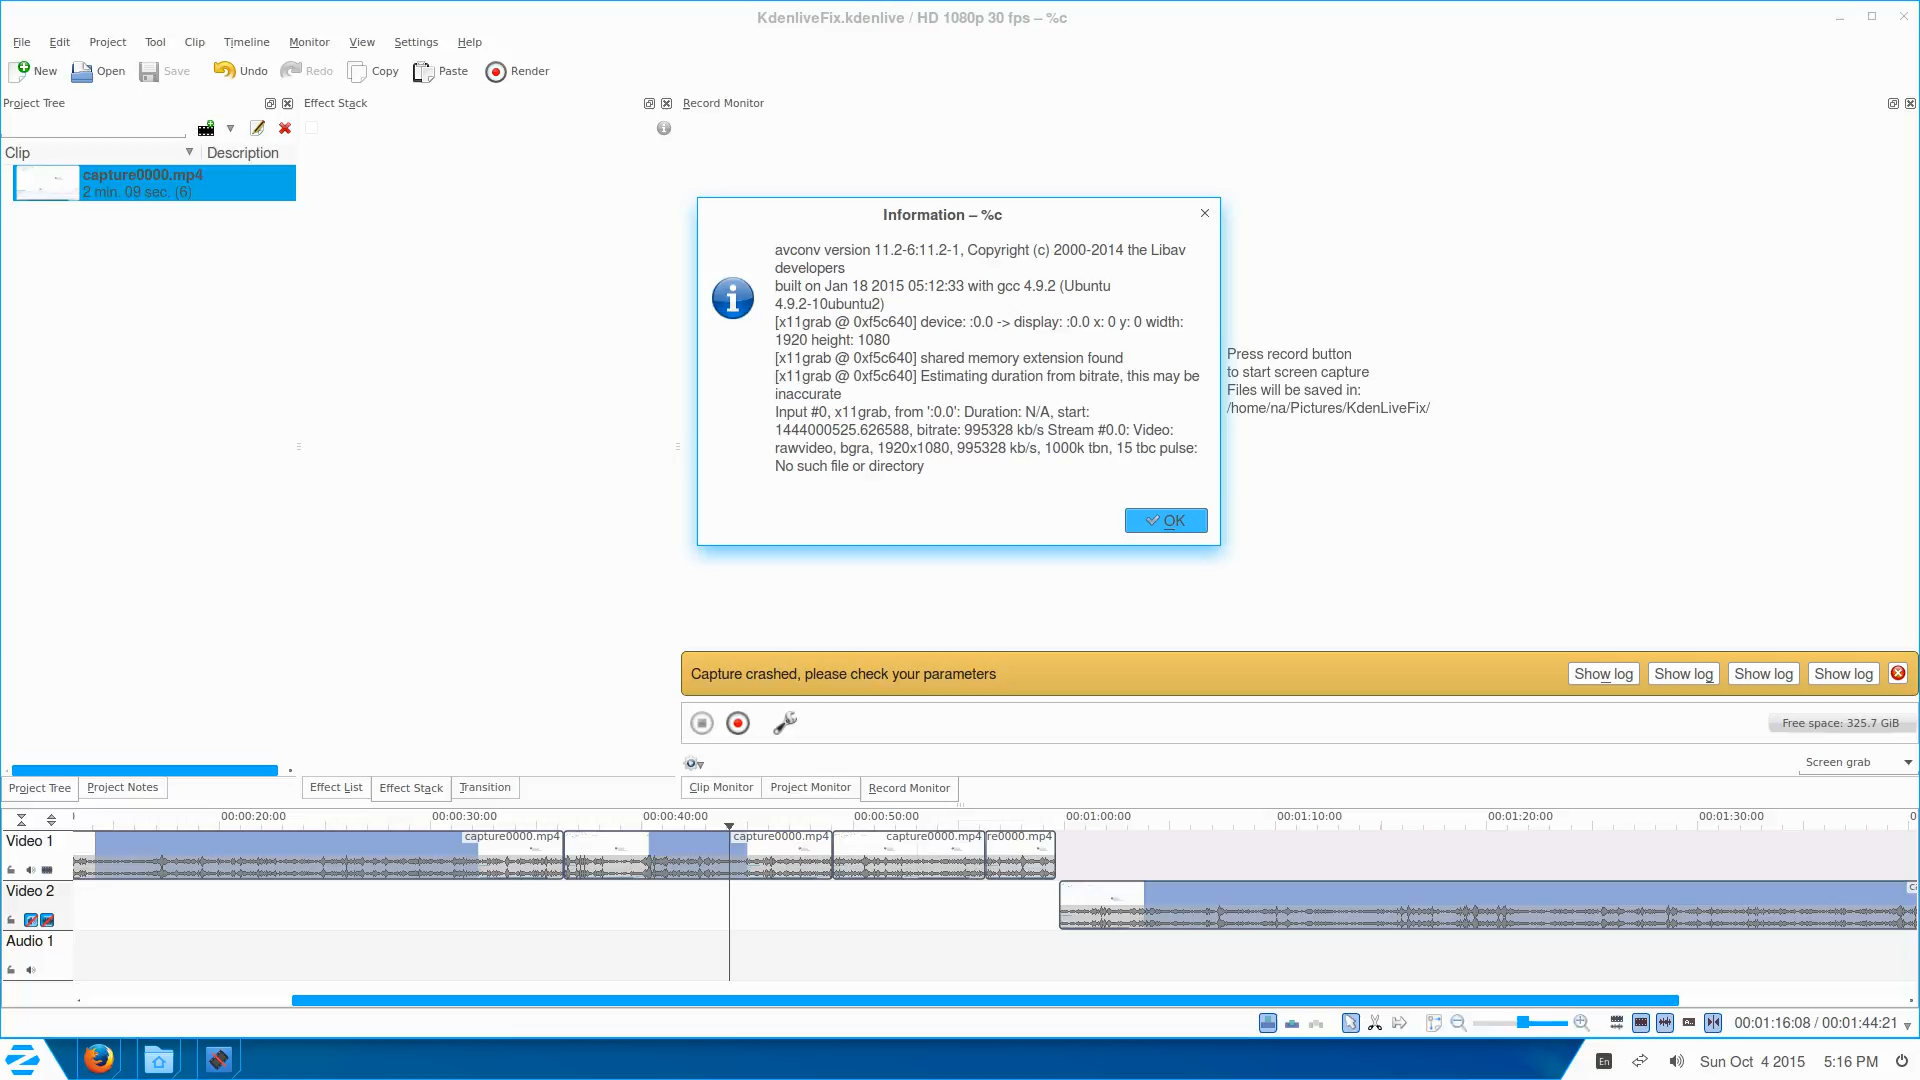 KdenliveFix.kdenlive / HD 1080p 30 fps – %c
File Edit Project Tool Clip Timeline Monitor View Settings Help
New Open Save Undo Redo Copy Paste Render
Project Tree
Effect Stack
Record Monitor
Clip Description
capture0000.mp4
2 min. 09 sec. (6)
Information – %c
avconv version 11.2-6:11.2-1, Copyright (c) 2000-2014 the Libav
developers
built on Jan 18 2015 05:12:33 with gcc 4.9.2 (Ubuntu
4.9.2-10ubuntu2)
[x11grab @ 0xf5c640] device: :0.0 -> display: :0.0 x: 0 y: 0 width:
1920 height: 1080
[x11grab @ 0xf5c640] shared memory extension found
[x11grab @ 0xf5c640] Estimating duration from bitrate, this may be
inaccurate
Input #0, x11grab, from ':0.0': Duration: N/A, start:
1444000525.626588, bitrate: 995328 kb/s Stream #0.0: Video:
rawvideo, bgra, 1920x1080, 995328 kb/s, 1000k tbn, 15 tbc pulse:
No such file or directory
OK
Press record button
to start screen capture
Files will be saved in:
/home/na/Pictures/KdenLiveFix/
Capture crashed, please check your parameters
Show log Show log Show log Show log
Free space: 325.7 GiB
Screen grab
Project Tree Project Notes
Effect List Effect Stack Transition
Clip Monitor Project Monitor Record Monitor
00:00:20:00 00:00:30:00 00:00:40:00 00:00:50:00 00:01:00:00 00:01:10:00 00:01:20:00 00:01:30:00 0
Video 1
capture0000.mp4 capture0000.mp4 capture0000.mp4 re0000.mp4
Video 2
Audio 1
00:01:16:08 / 00:01:44:21
En
Sun Oct 4 2015 5:16 PM